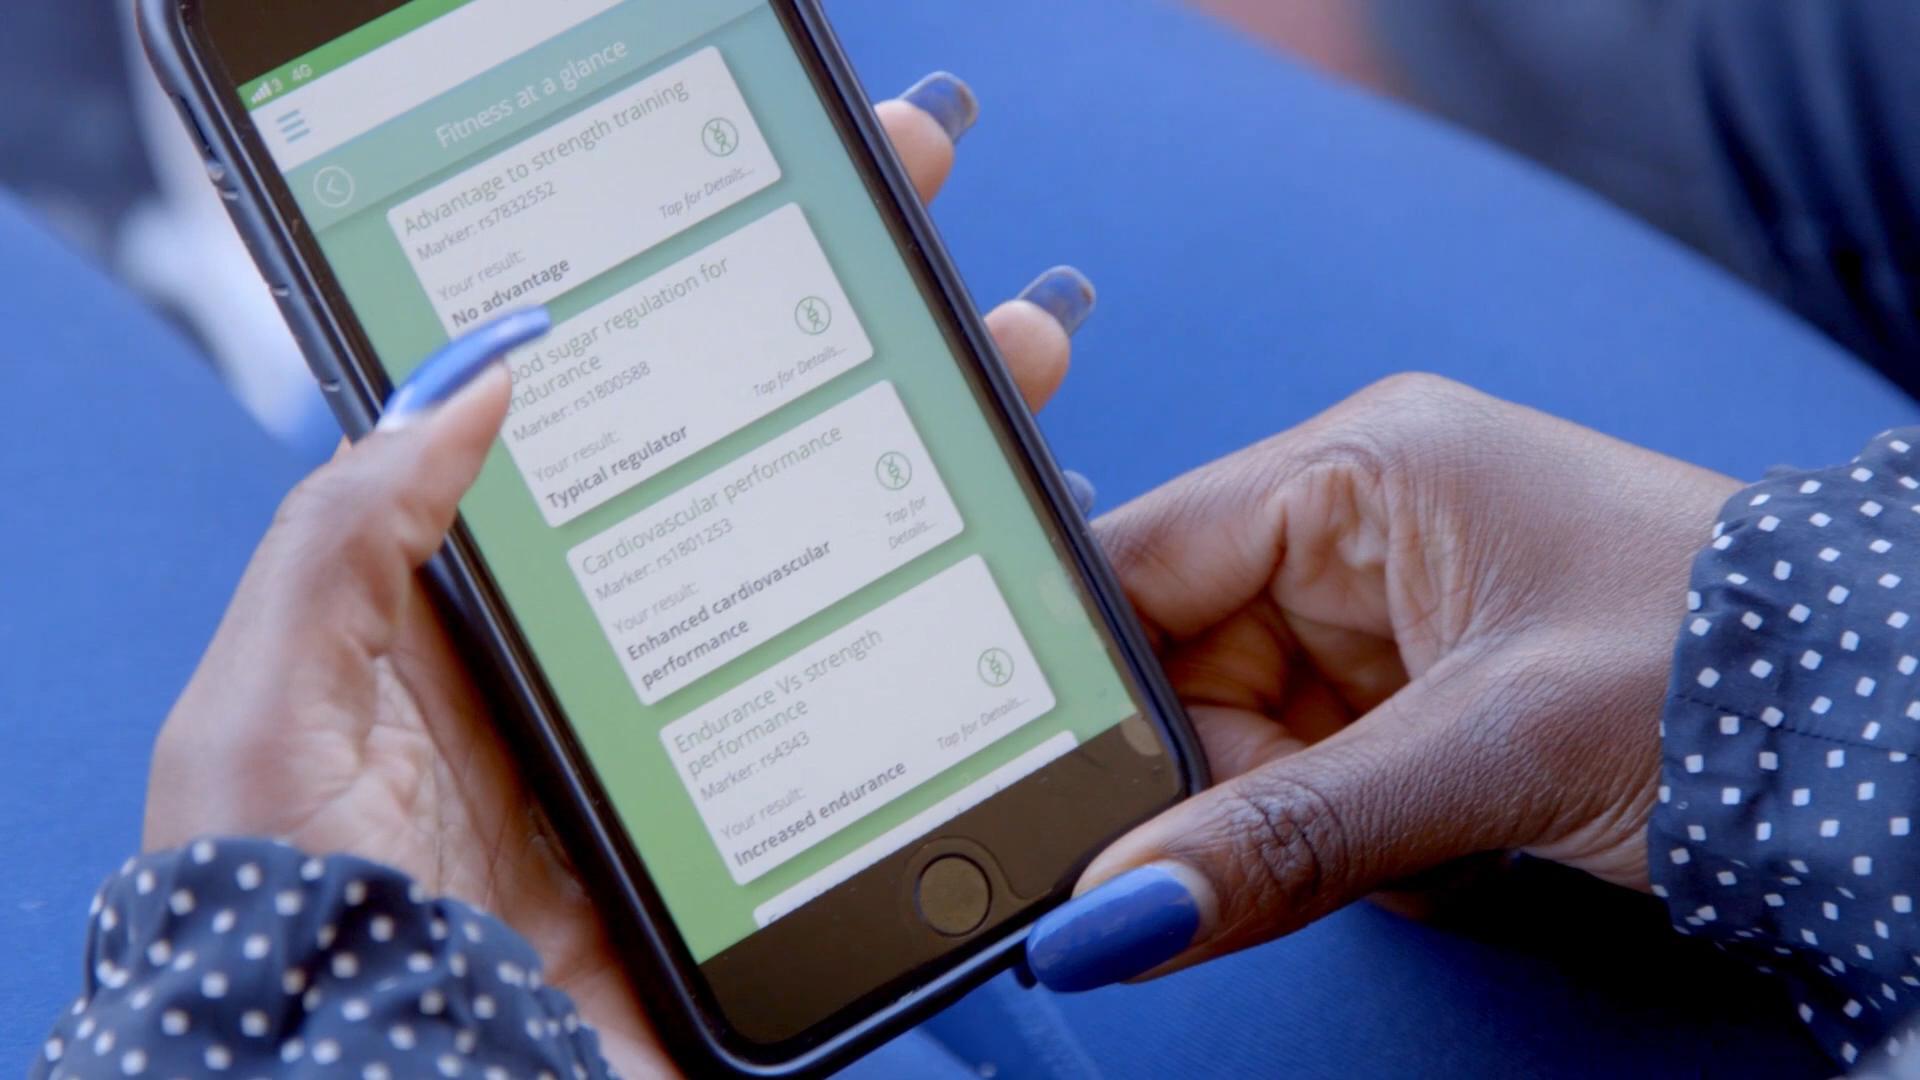 3 4G
Fitness at a glance
Advantage to strength training
Marker: rs7832552
Your result:
No advantage
Tap for Details...
ood sugar regulation for
endurance
Marker: rs1800588
Your result:
Typical regulator
Tap for Details...
Cardiovascular performance
Marker: rs1801253
Your result:
Enhanced cardiovascular
performance
Tap for
Details...
Endurance Vs strength
performance
Marker: rs4343
Your result:
Increased endurance
Tap for Details...